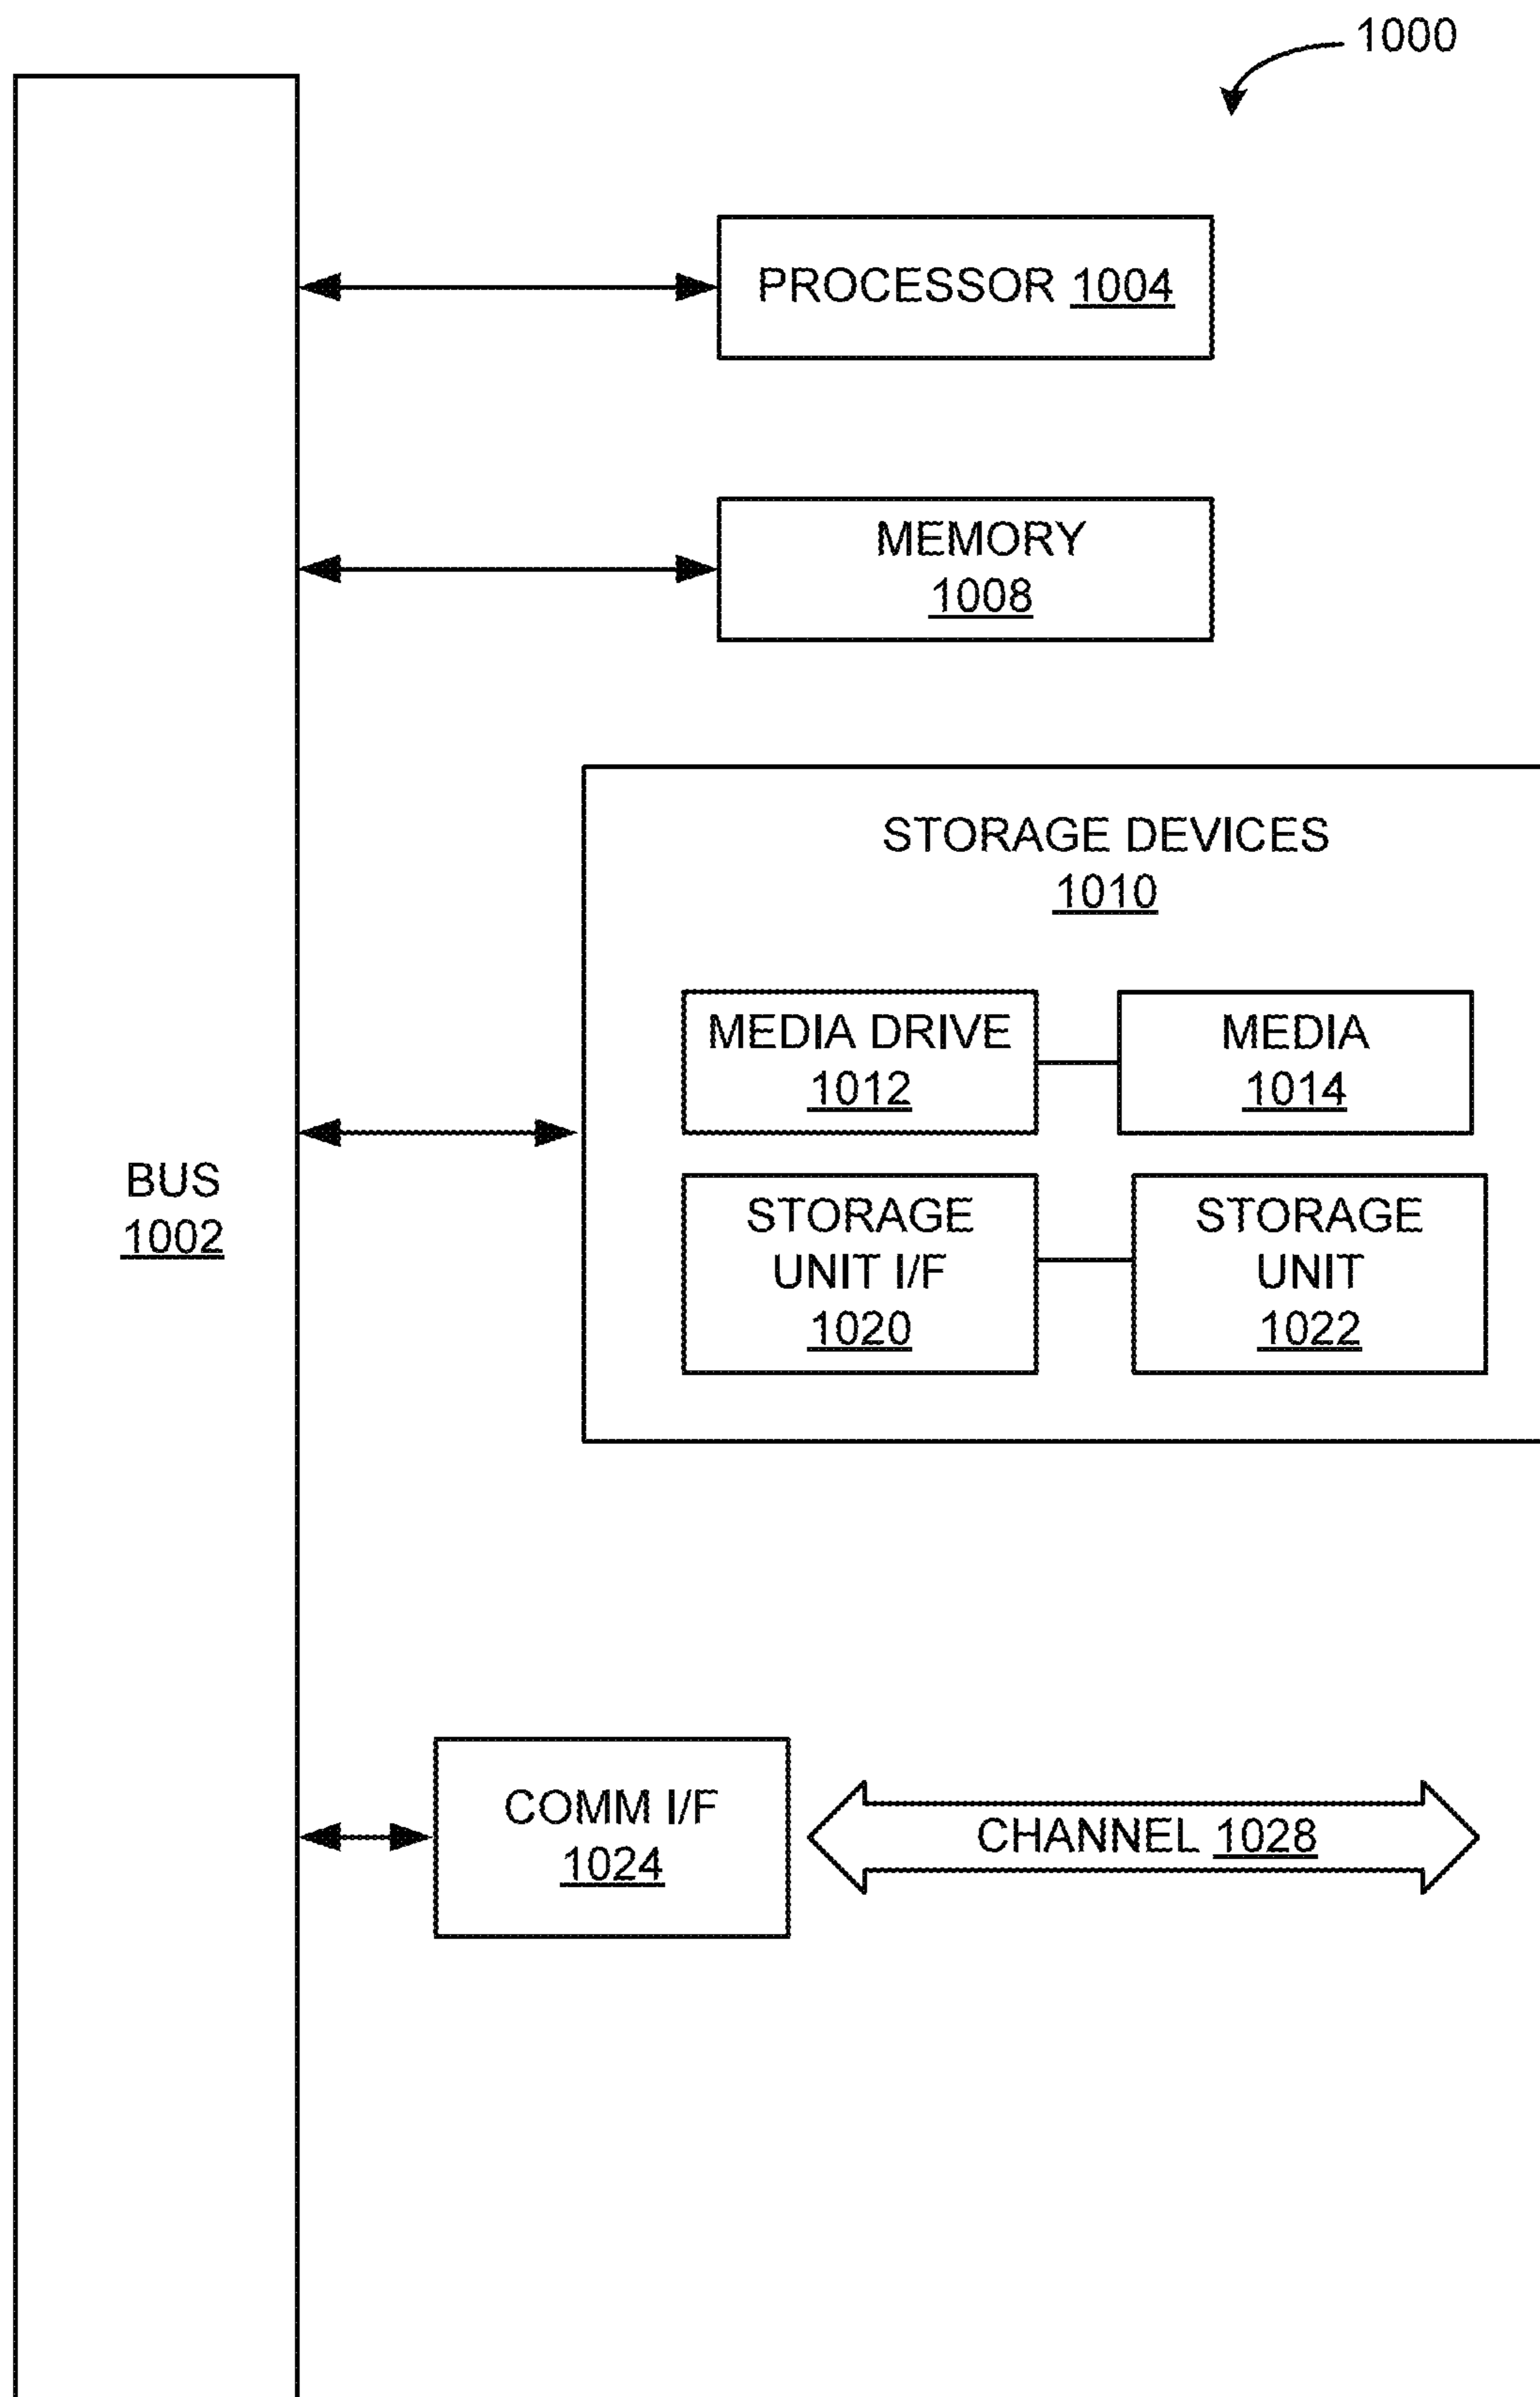 1000
PROCESSOR 1004
MEMORY
1008
STORAGE DEVICES
1010
MEDIA DRIVE
1012
MEDIA
1014
BUS
1002
STORAGE
UNIT I/F
1020
STORAGE
UNIT
1022
COMM I/F
1024
CHANNEL 1028